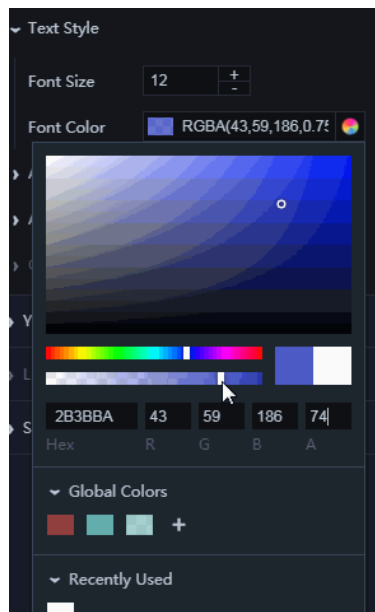 Text Style
Font Size
12
+
-
Font Color
RGBA(43,59,186,0.75
2B3BBA 43 59 186 74
Hex R G B A
Global Colors
+
Recently Used